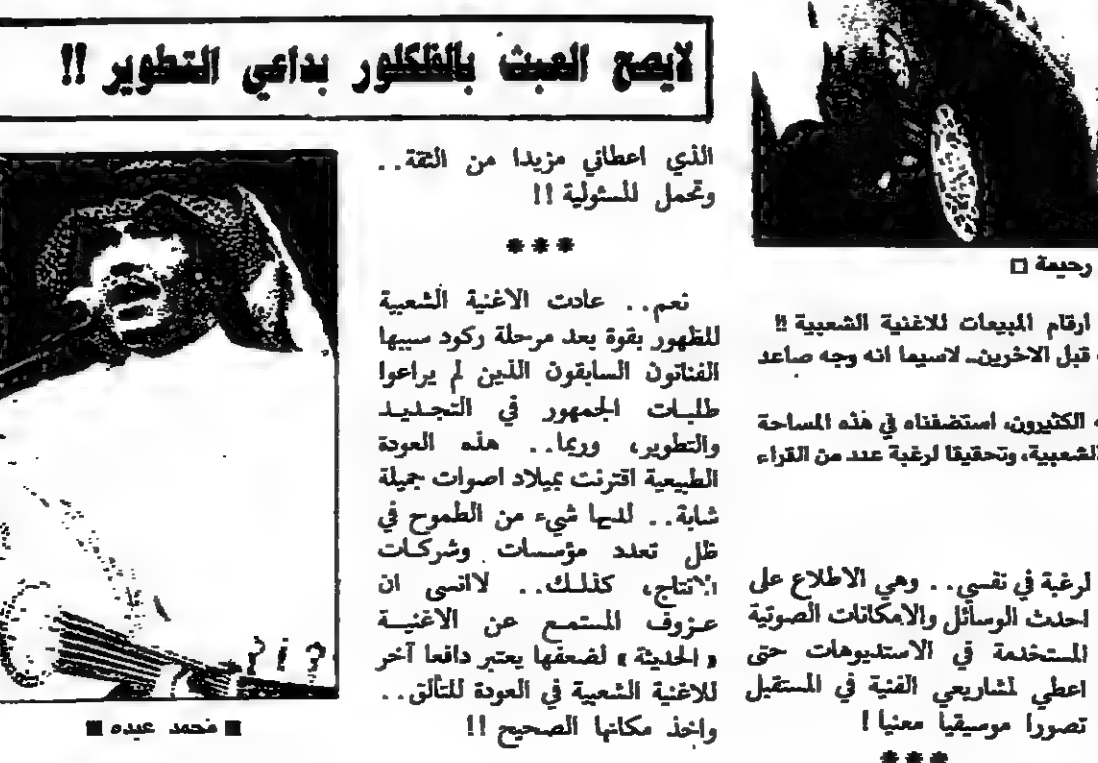 لايصح العبث بالفلكلور بداعي التطوير !!
رحيمة □
ارقام المبيعات للاغنية الشعبية !!
قبل الاخرين.. لاسيما انه وجه صاعد
الكثيرون، استضفناه في هذه المساحة
الشعبية، وتحقيقا لرغبة عدد من القراء
لرغبة في نفسي.. وهي الاطلاع على
احدث الوسائل والامكانات الصوتية
المستخدمة في الاستديوهات حتى
اعطي لمشاريعي الفنية في المستقبل
تصورا موسيقيا معنيا !
***
الذي اعطاني مزيدا من الثقة..
وتحمل للمسئولية !!
***
نعم.. عادت الاغنية الشعبية
للظهور بقوة بعد مرحلة ركود سببها
الفنانون السابقون الذين لم يراعوا
طلبات الجمهور في التجديد
والتطوير، وربما.. هذه العودة
الطبيعية اقترنت بميلاد اصوات جميلة
شابة.. لديها شيء من الطموح في
ظل تعدد مؤسسات وشركات
الانتاج، كذلك.. لاانسى ان
عزوف المستمع عن الاغنية
« الحديثة » لضعفها يعتبر دافعا آخر
للاغنية الشعبية في العودة للتألق..
واخذ مكانها الصحيح !!
■ محمد عبده ■